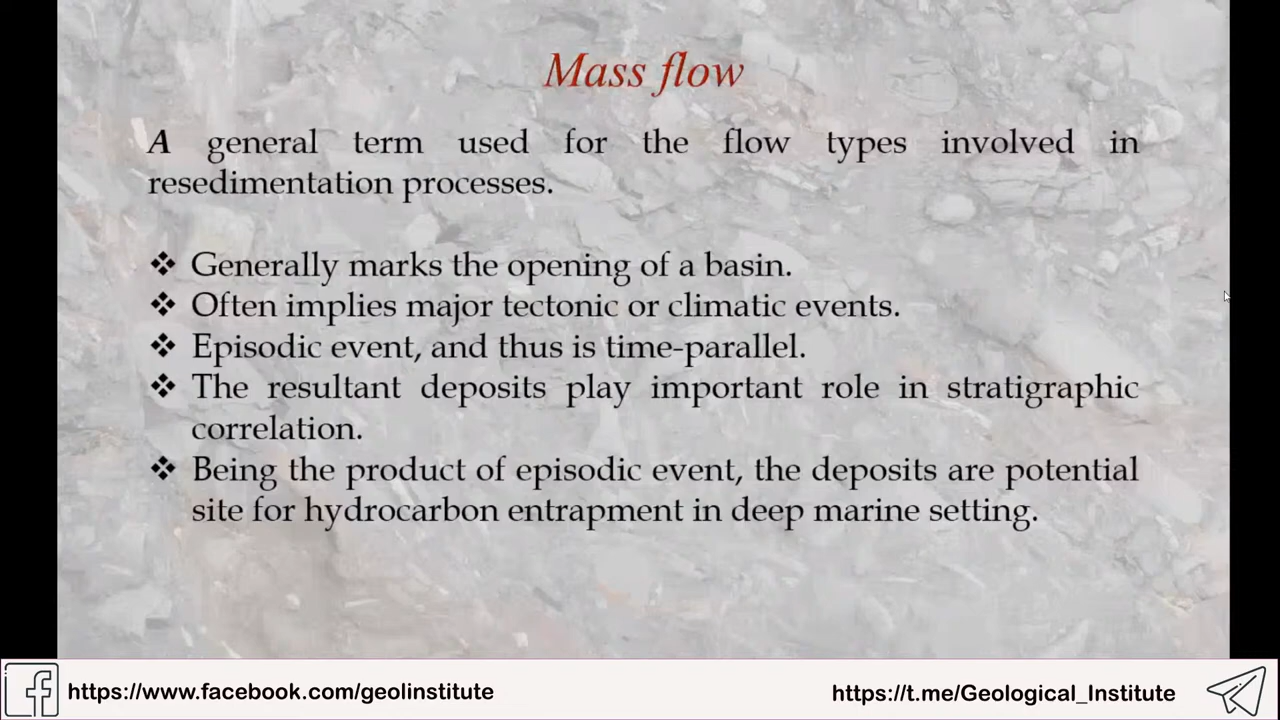 Mass flow
A general term used for the flow types involved in
resedimentation processes.
❖ Generally marks the opening of a basin.
❖ Often implies major tectonic or climatic events.
❖ Episodic event, and thus is time-parallel.
❖ The resultant deposits play important role in stratigraphic
correlation.
❖ Being the product of episodic event, the deposits are potential
site for hydrocarbon entrapment in deep marine setting.
https://www.facebook.com/geolinstitute
https://t.me/Geological_Institute